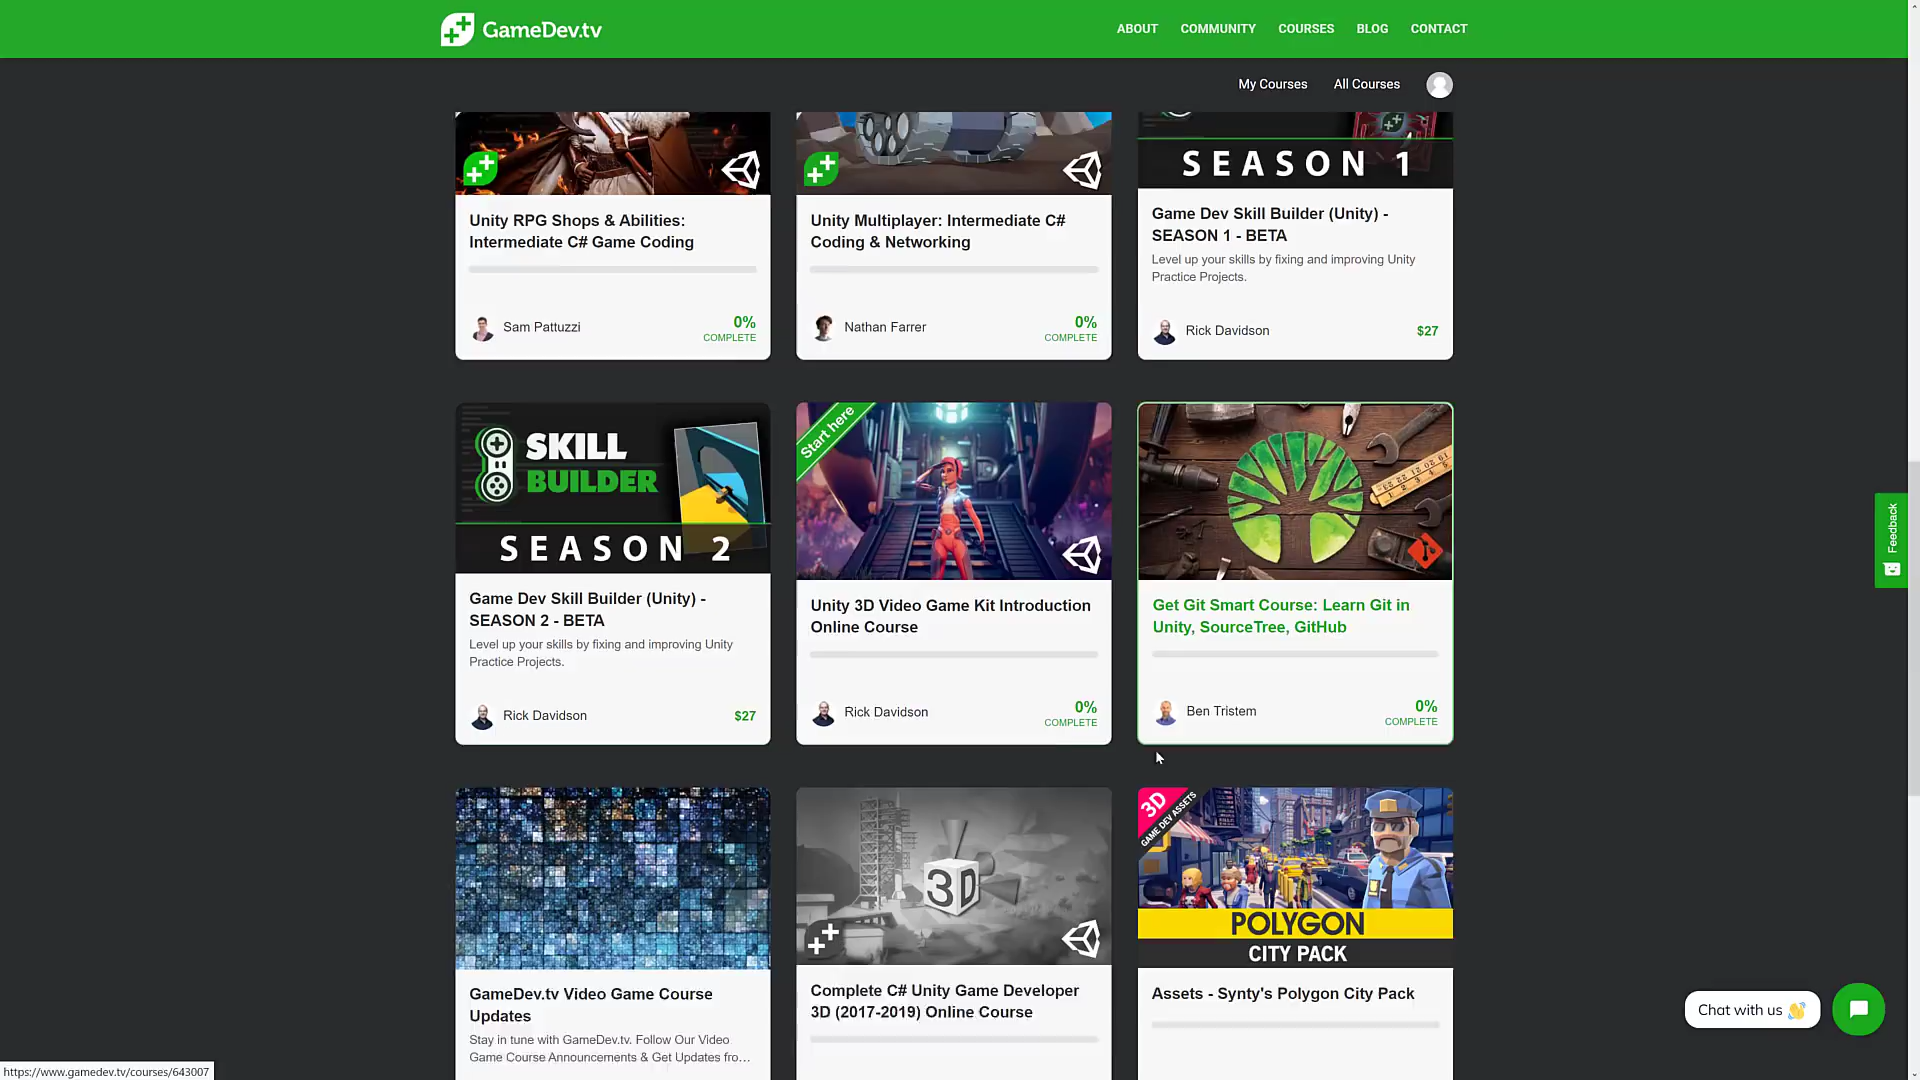 GameDev.tv
ABOUT COMMUNITY COURSES BLOG CONTACT
My Courses All Courses
SEASON 1
Unity RPG Shops & Abilities:
Intermediate C# Game Coding
Sam Pattuzzi
0%
COMPLETE
Unity Multiplayer: Intermediate C#
Coding & Networking
Nathan Farrer
0%
COMPLETE
Game Dev Skill Builder (Unity) -
SEASON 1 - BETA
Level up your skills by fixing and improving Unity
Practice Projects.
Rick Davidson
$27
SKILL
BUILDER
SEASON 2
Game Dev Skill Builder (Unity) -
SEASON 2 - BETA
Level up your skills by fixing and improving Unity
Practice Projects.
Rick Davidson
$27
Start here
Unity 3D Video Game Kit Introduction
Online Course
Rick Davidson
0%
COMPLETE
Get Git Smart Course: Learn Git in
Unity, SourceTree, GitHub
Ben Tristem
0%
COMPLETE
Feedback
GameDev.tv Video Game Course
Updates
Stay in tune with GameDev.tv. Follow Our Video
Game Course Announcements & Get Updates fro...
3D
Complete C# Unity Game Developer
3D (2017-2019) Online Course
3D
GAME DEV ASSETS
POLYGON
CITY PACK
Assets - Synty's Polygon City Pack
Chat with us 👋
https://www.gamedev.tv/courses/643007